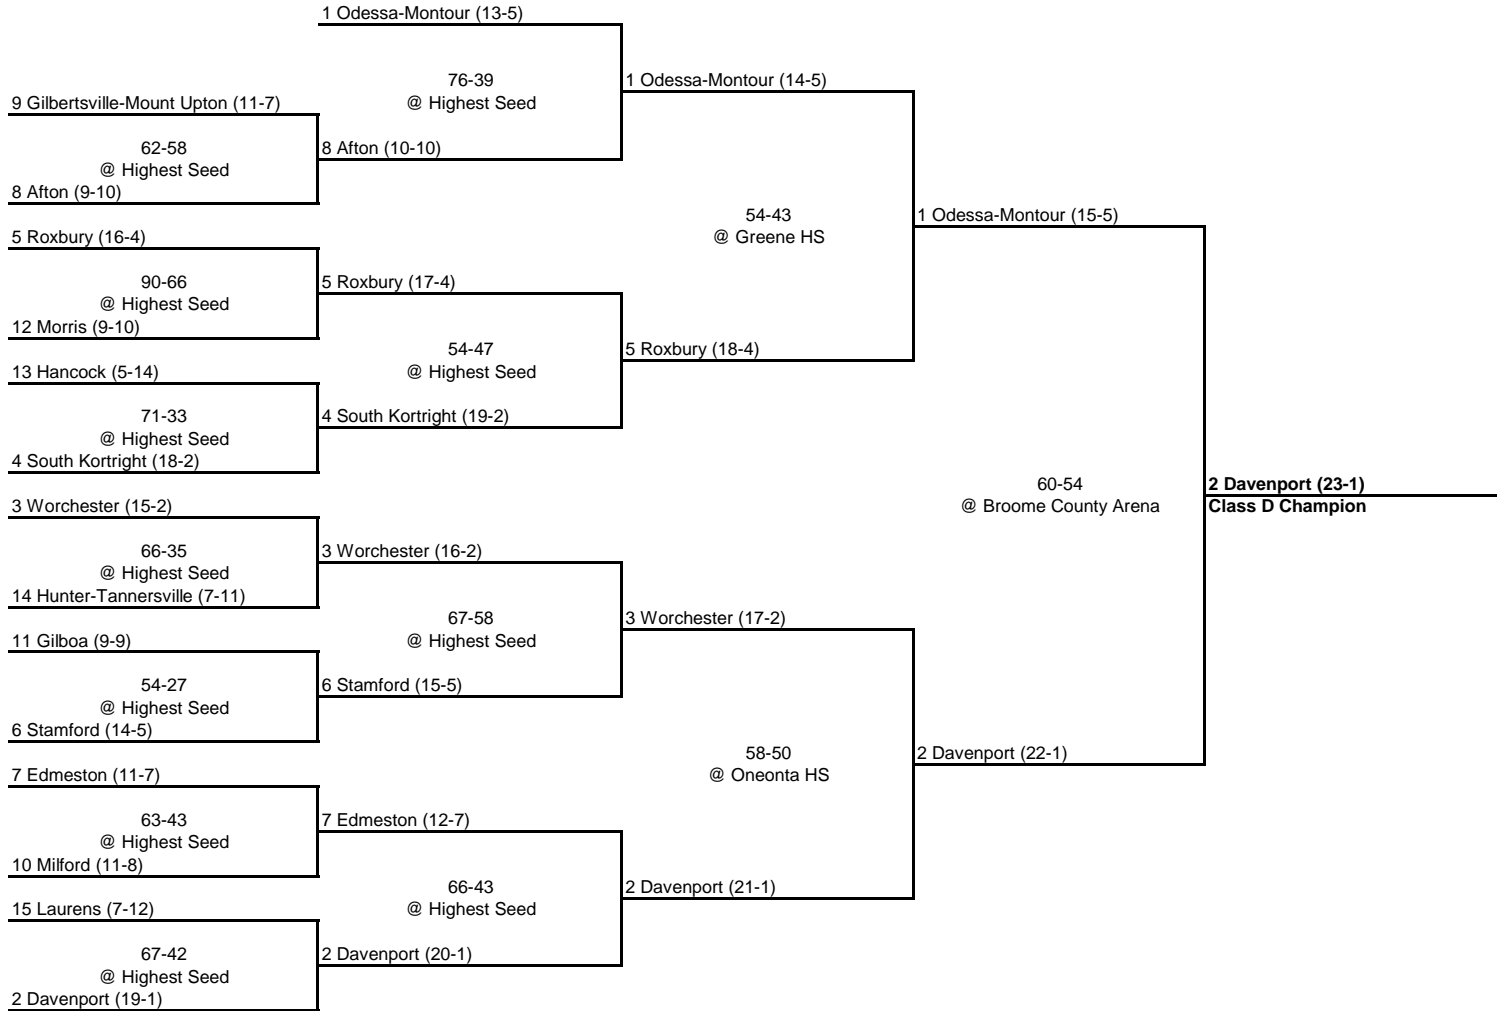 1 Odessa-Montour (13-5)
76-39
@ Highest Seed
1 Odessa-Montour (14-5)
9 Gilbertsville-Mount Upton (11-7)
62-58
@ Highest Seed
8 Afton (10-10)
8 Afton (9-10)
54-43
@ Greene HS
1 Odessa-Montour (15-5)
5 Roxbury (16-4)
90-66
@ Highest Seed
5 Roxbury (17-4)
12 Morris (9-10)
54-47
@ Highest Seed
5 Roxbury (18-4)
13 Hancock (5-14)
71-33
@ Highest Seed
4 South Kortright (19-2)
4 South Kortright (18-2)
60-54
@ Broome County Arena
2 Davenport (23-1)
Class D Champion
3 Worchester (15-2)
66-35
@ Highest Seed
3 Worchester (16-2)
14 Hunter-Tannersville (7-11)
67-58
@ Highest Seed
3 Worchester (17-2)
11 Gilboa (9-9)
54-27
@ Highest Seed
6 Stamford (15-5)
6 Stamford (14-5)
58-50
@ Oneonta HS
2 Davenport (22-1)
7 Edmeston (11-7)
63-43
@ Highest Seed
7 Edmeston (12-7)
10 Milford (11-8)
66-43
@ Highest Seed
2 Davenport (21-1)
15 Laurens (7-12)
67-42
@ Highest Seed
2 Davenport (20-1)
2 Davenport (19-1)